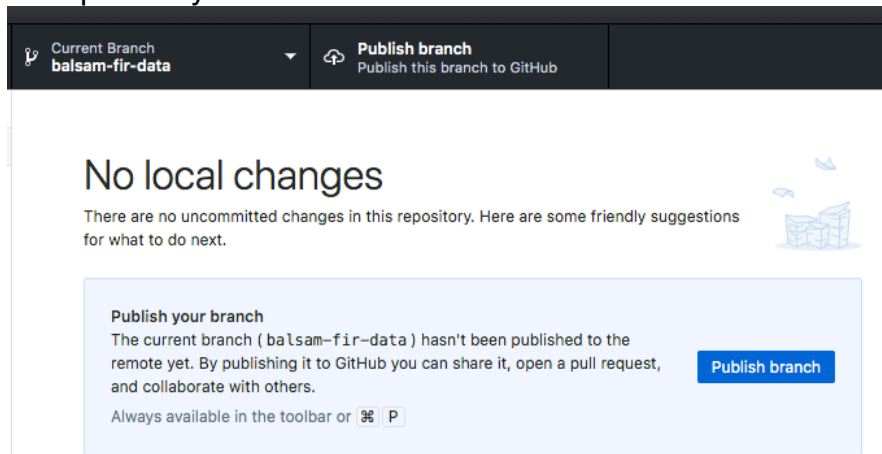 Current Branch
balsam-fir-data
Publish branch
Publish this branch to GitHub
No local changes
There are no uncommitted changes in this repository. Here are some friendly suggestions
for what to do next.
Publish your branch
The current branch (balsam-fir-data) hasn't been published to the
remote yet. By publishing it to GitHub you can share it, open a pull request,
and collaborate with others.
Publish branch
Always available in the toolbar or ⌘ P